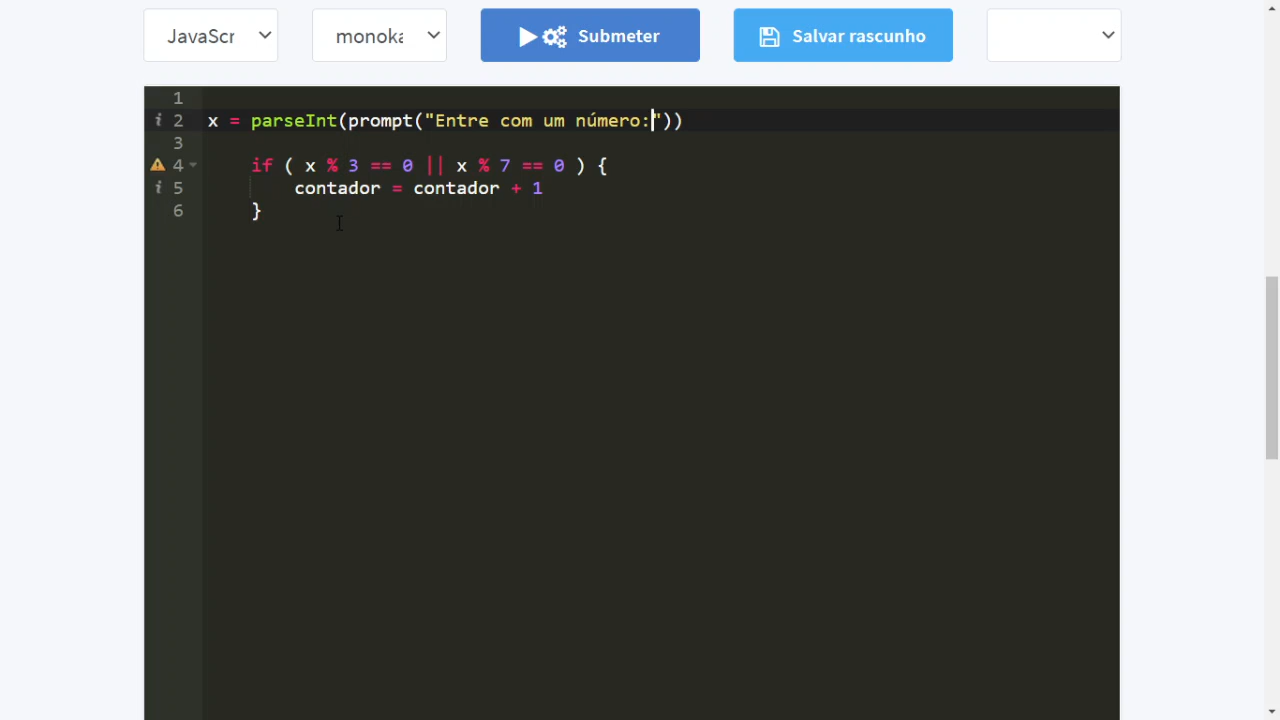 JavaScr monoka Submeter Salvar rascunho
1
i 2 x = parseInt(prompt("Entre com um número:"))
3
4 if ( x % 3 == 0 || x % 7 == 0 ) {
i 5 contador = contador + 1
6 }